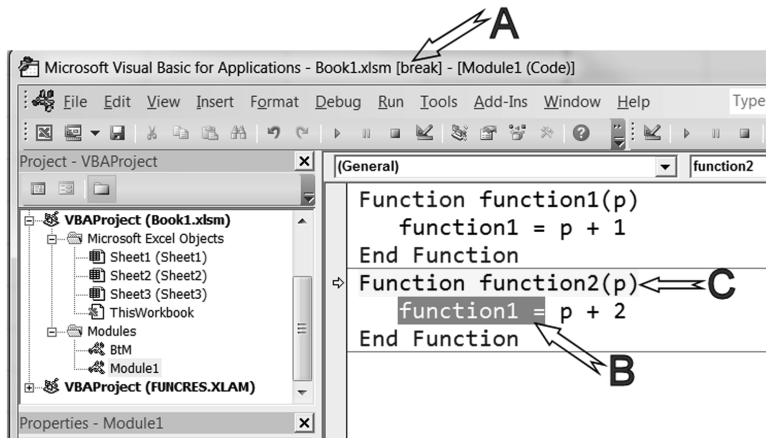 A
Microsoft Visual Basic for Applications - Book1.xlsm [break] - [Module1 (Code)]
File Edit View Insert Format Debug Run Tools Add-Ins Window Help Type
Project - VBAProject
(General) function2
VBAProject (Book1.xlsm)
Microsoft Excel Objects
Sheet1 (Sheet1)
Sheet2 (Sheet2)
Sheet3 (Sheet3)
ThisWorkbook
Modules
BtM
Module1
VBAProject (FUNCRES.XLAM)
Properties - Module1
Function function1(p)
function1 = p + 1
End Function
Function function2(p) C
function1 = p + 2
End Function
B